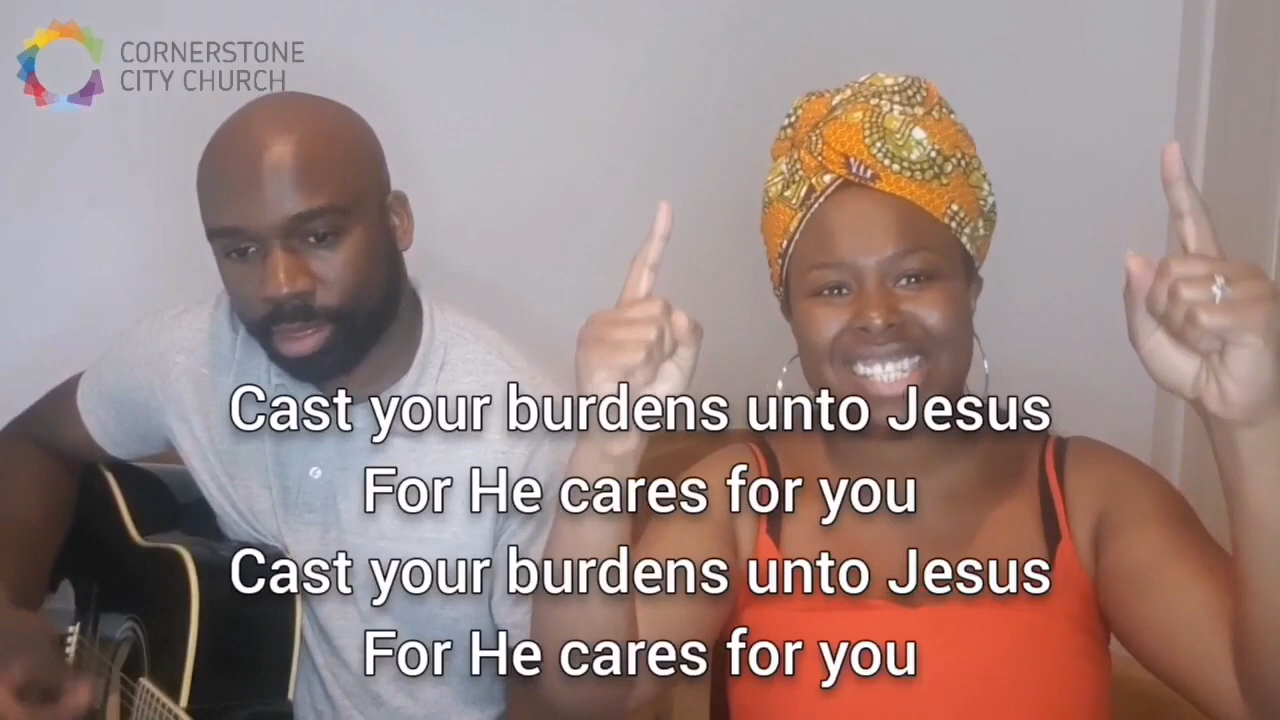 CORNERSTONE
CITY CHURCH
Cast your burdens unto Jesus
For He cares for you
Cast your burdens unto Jesus
For He cares for you